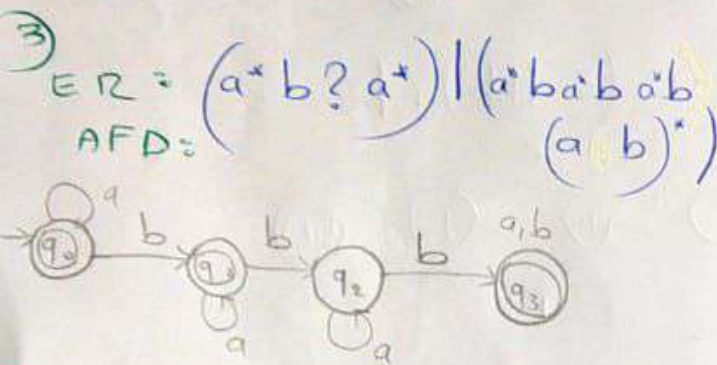 3
ER = (a* b? a*) | (a* b a* b a* b
AFD: (a b)*)
a b b b a,b
q0 q1 q2 q3
a a